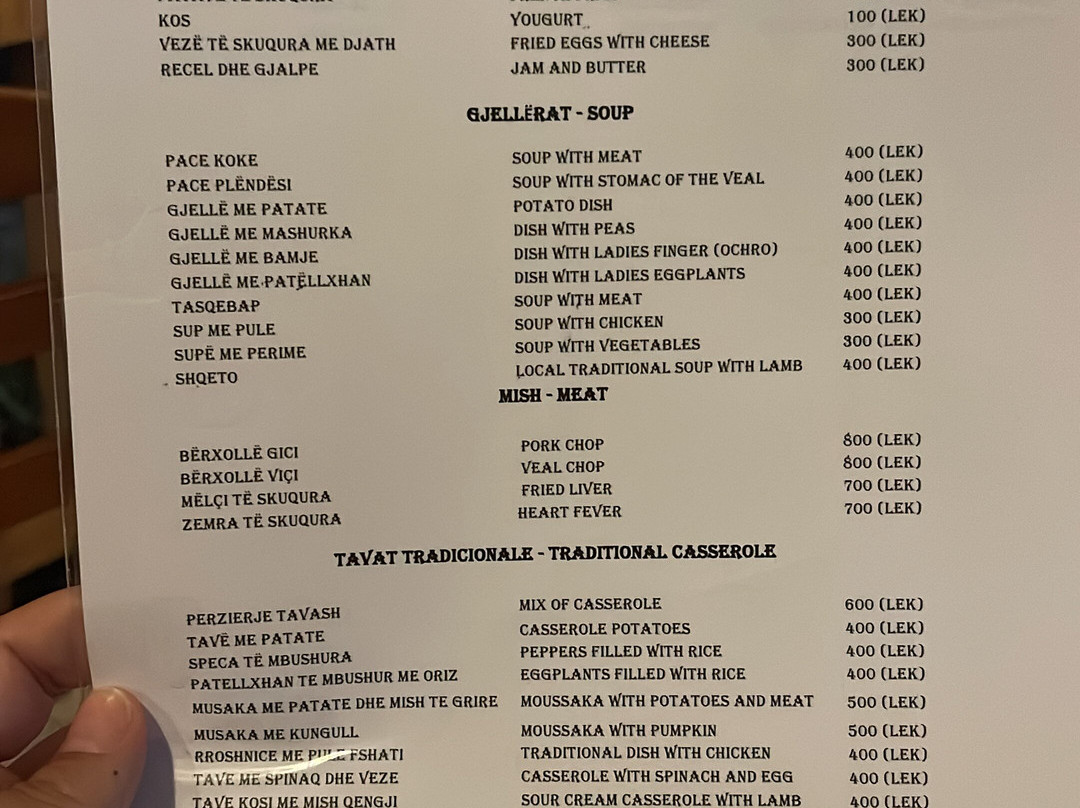 KOS YOUGURT 100 (LEK)
VEZË TË SKUQURA ME DJATH FRIED EGGS WITH CHEESE 300 (LEK)
RECEL DHE GJALPE JAM AND BUTTER 300 (LEK)
GJELLËRAT - SOUP
PACE KOKE SOUP WITH MEAT 400 (LEK)
PACE PLËNDËSI SOUP WITH STOMAC OF THE VEAL 400 (LEK)
GJELLË ME PATATE POTATO DISH 400 (LEK)
GJELLË ME MASHURKA DISH WITH PEAS 400 (LEK)
GJELLË ME BAMJE DISH WITH LADIES FINGER (OCHRO) 400 (LEK)
GJELLË ME PATËLLXHAN DISH WITH LADIES EGGPLANTS 400 (LEK)
TASQEBAP SOUP WITH MEAT 400 (LEK)
SUP ME PULE SOUP WITH CHICKEN 300 (LEK)
SUPË ME PERIME SOUP WITH VEGETABLES 300 (LEK)
SHQETO LOCAL TRADITIONAL SOUP WITH LAMB 400 (LEK)
MISH - MEAT
BËRXOLLË GICI PORK CHOP 800 (LEK)
BËRXOLLË VIÇI VEAL CHOP 800 (LEK)
MËLÇI TË SKUQURA FRIED LIVER 700 (LEK)
ZEMRA TË SKUQURA HEART FEVER 700 (LEK)
TAVAT TRADICIONALE - TRADITIONAL CASSEROLE
PERZIERJE TAVASH MIX OF CASSEROLE 600 (LEK)
TAVË ME PATATE CASSEROLE POTATOES 400 (LEK)
SPECA TË MBUSHURA PEPPERS FILLED WITH RICE 400 (LEK)
PATELLXHAN TE MBUSHUR ME ORIZ EGGPLANTS FILLED WITH RICE 400 (LEK)
MUSAKA ME PATATE DHE MISH TE GRIRE MOUSSAKA WITH POTATOES AND MEAT 500 (LEK)
MUSAKA ME KUNGULL MOUSSAKA WITH PUMPKIN 500 (LEK)
RROSHNICE ME PULE FSHATI TRADITIONAL DISH WITH CHICKEN 400 (LEK)
TAVE ME SPINAQ DHE VEZE CASSEROLE WITH SPINACH AND EGG 400 (LEK)
TAVE KOSI ME MISH QENGJI SOUR CREAM CASSEROLE WITH LAMB 400 (LEK)